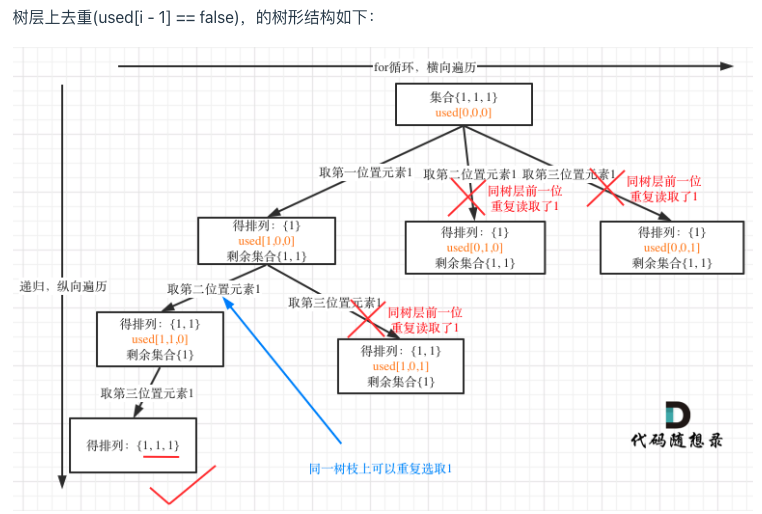 树层上去重(used[i - 1] == false)，的树形结构如下：
for循环，横向遍历
集合{1, 1, 1}
used[0,0,0]
取第一位置元素1
取第二位置元素1
取第三位置元素1
同树层前一位
重复读取了1
同树层前一位
重复读取了1
得排列：{1}
used[1,0,0]
剩余集合{1, 1}
得排列：{1}
used[0,1,0]
剩余集合{1, 1}
得排列：{1}
used[0,0,1]
剩余集合{1, 1}
递归，纵向遍历
取第二位置元素1
取第三位置元素1
同树层前一位
重复读取了1
得排列：{1, 1}
used[1,1,0]
剩余集合{1}
得排列：{1, 1}
used[1,0,1]
剩余集合{1}
取第三位置元素1
得排列：{1, 1, 1}
同一树枝上可以重复选取1
代码随想录